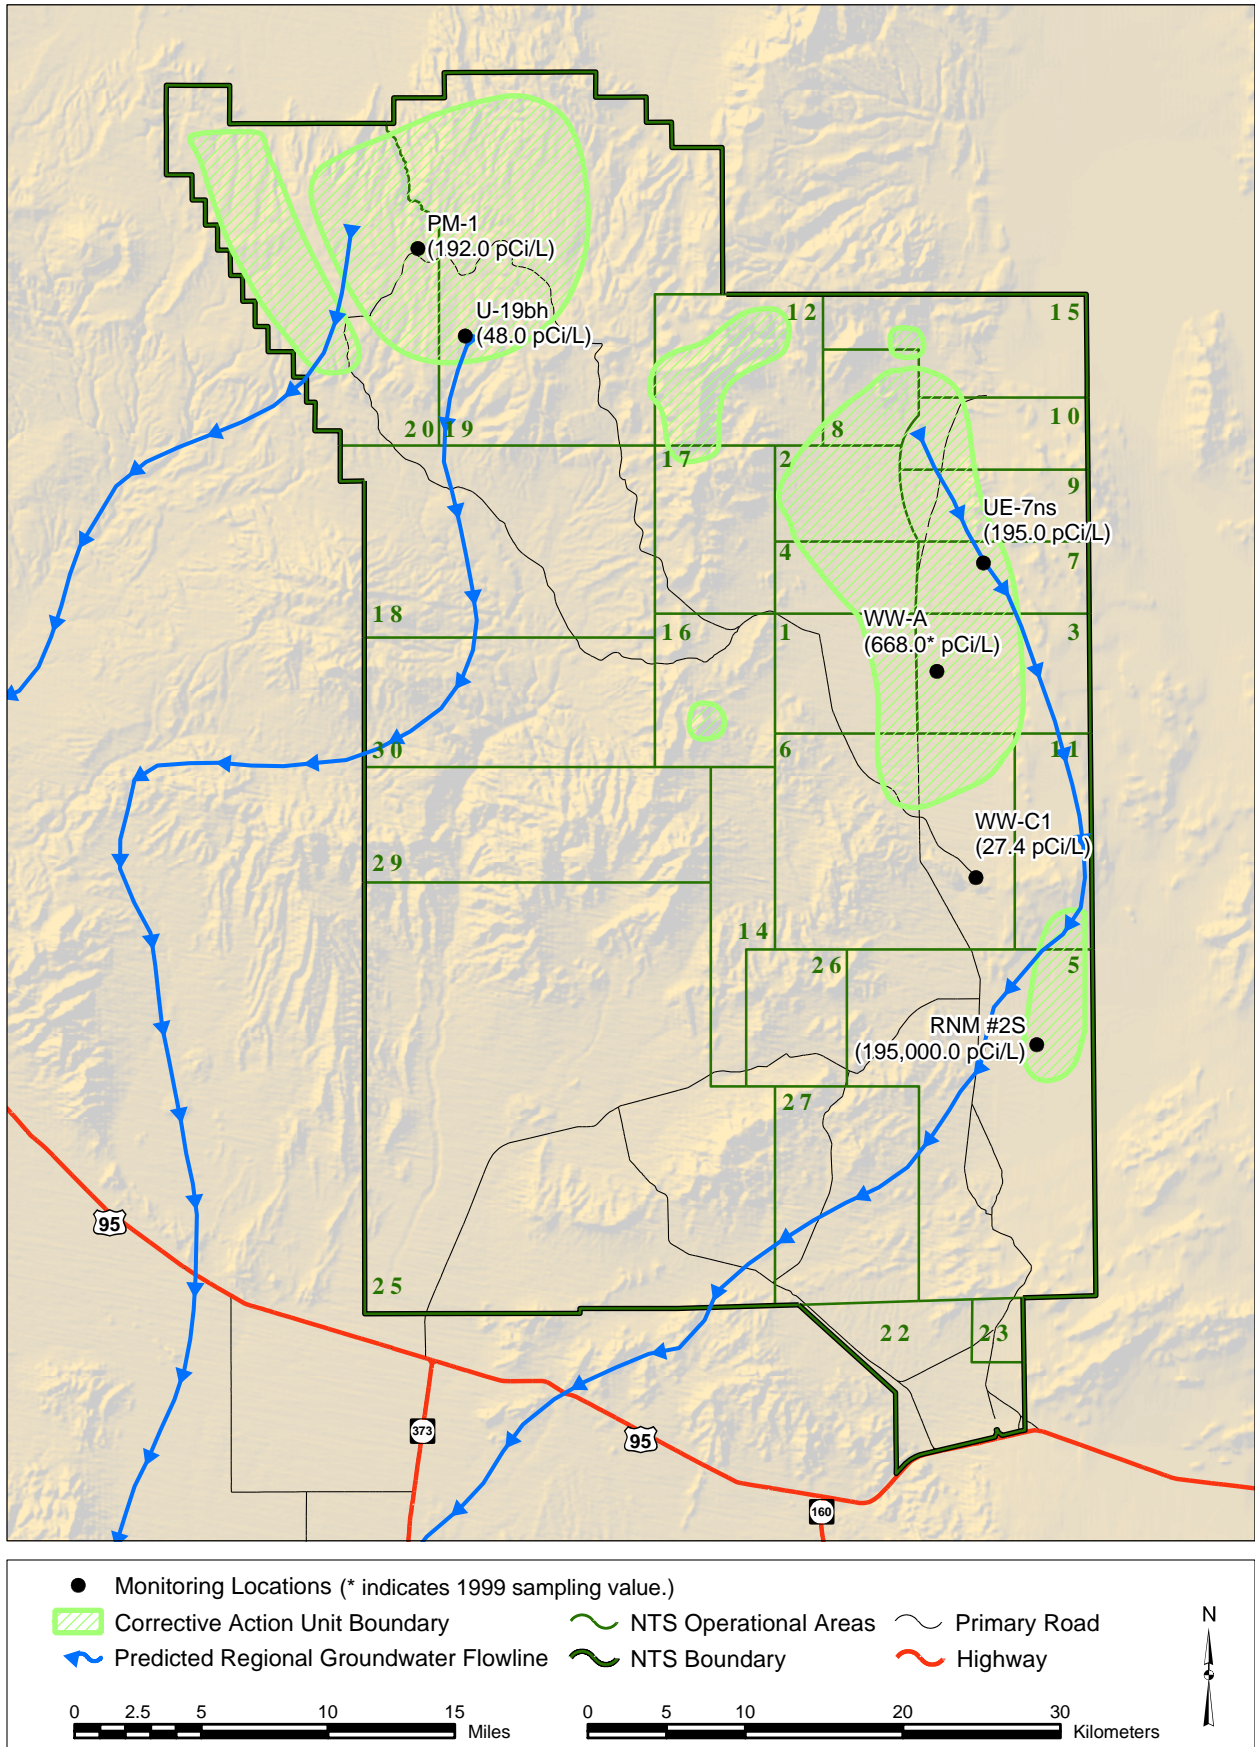 PM-1
(192.0 pCi/L)
U-19bh
(48.0 pCi/L)
12
15
20
19
8
10
17
2
9
UE-7ns
(195.0 pCi/L)
4
7
18
16
1
WW-A
(668.0* pCi/L)
3
30
6
11
WW-C1
(27.4 pCi/L)
29
14
26
5
RNM #2S
(195,000.0 pCi/L)
27
95
25
22
23
373
95
160
Monitoring Locations (* indicates 1999 sampling value.)
Corrective Action Unit Boundary
NTS Operational Areas
Primary Road
Predicted Regional Groundwater Flowline
NTS Boundary
Highway
N
0 2.5 5 10 15
Miles
0 5 10 20 30
Kilometers